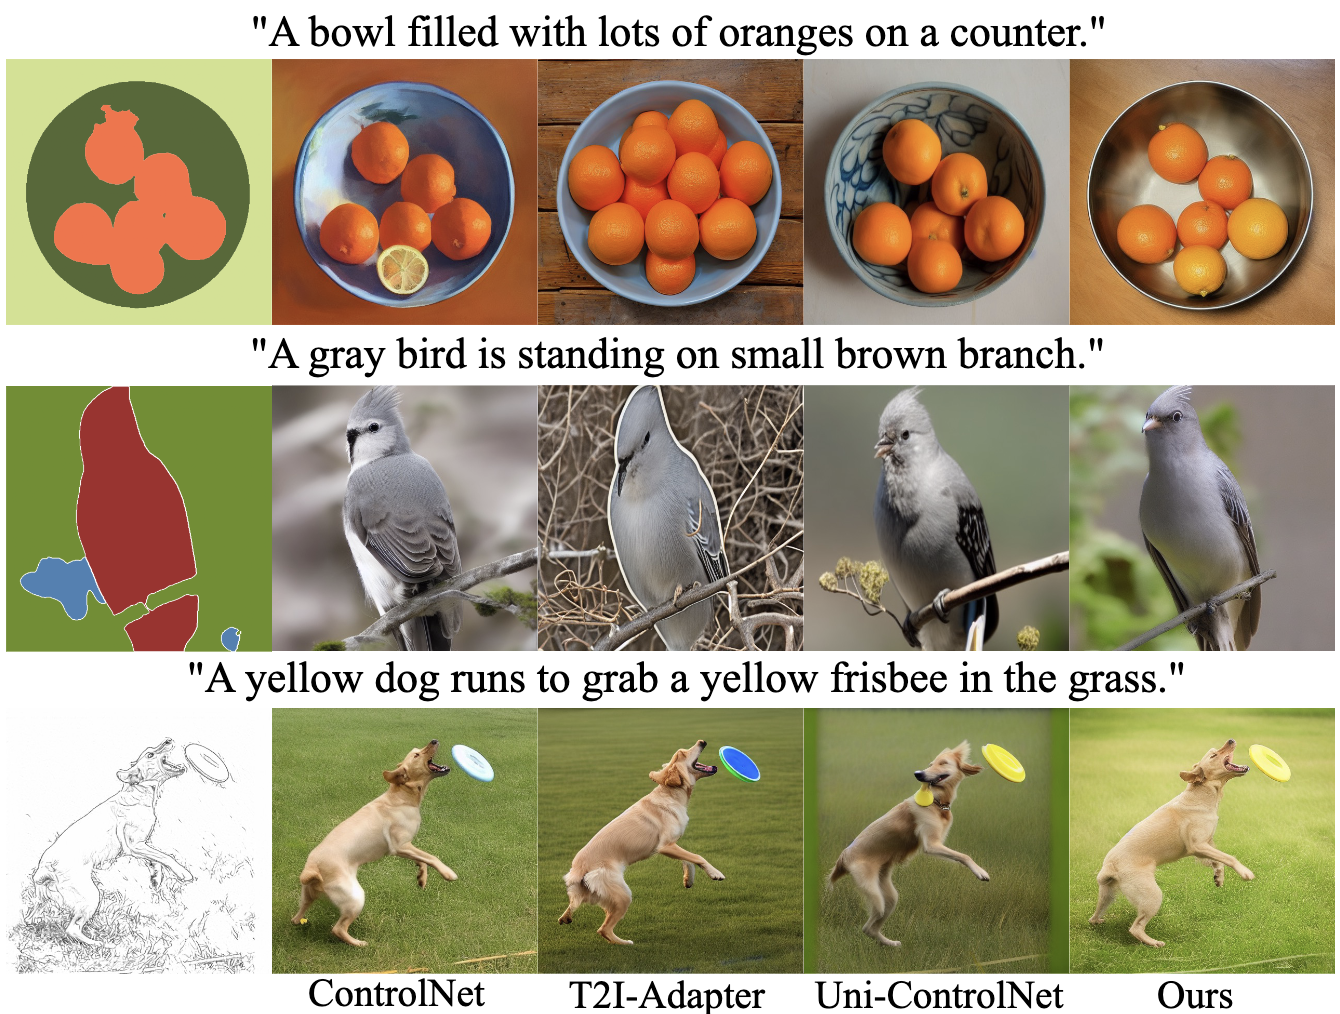 "A bowl filled with lots of oranges on a counter."
"A gray bird is standing on small brown branch."
"A yellow dog runs to grab a yellow frisbee in the grass."
ControlNet T2I-Adapter Uni-ControlNet Ours